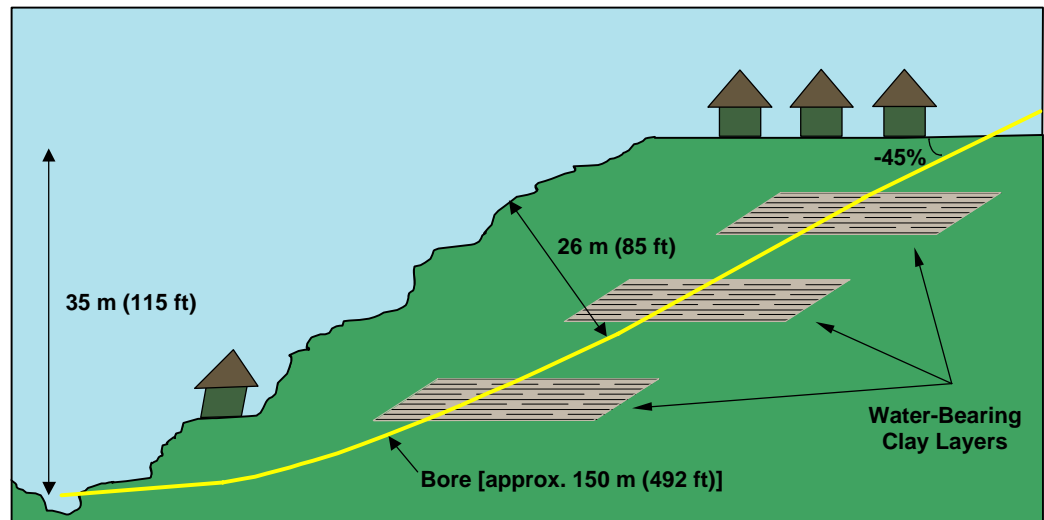 -45%
26 m (85 ft)
35 m (115 ft)
Water-Bearing
Clay Layers
Bore [approx. 150 m (492 ft)]